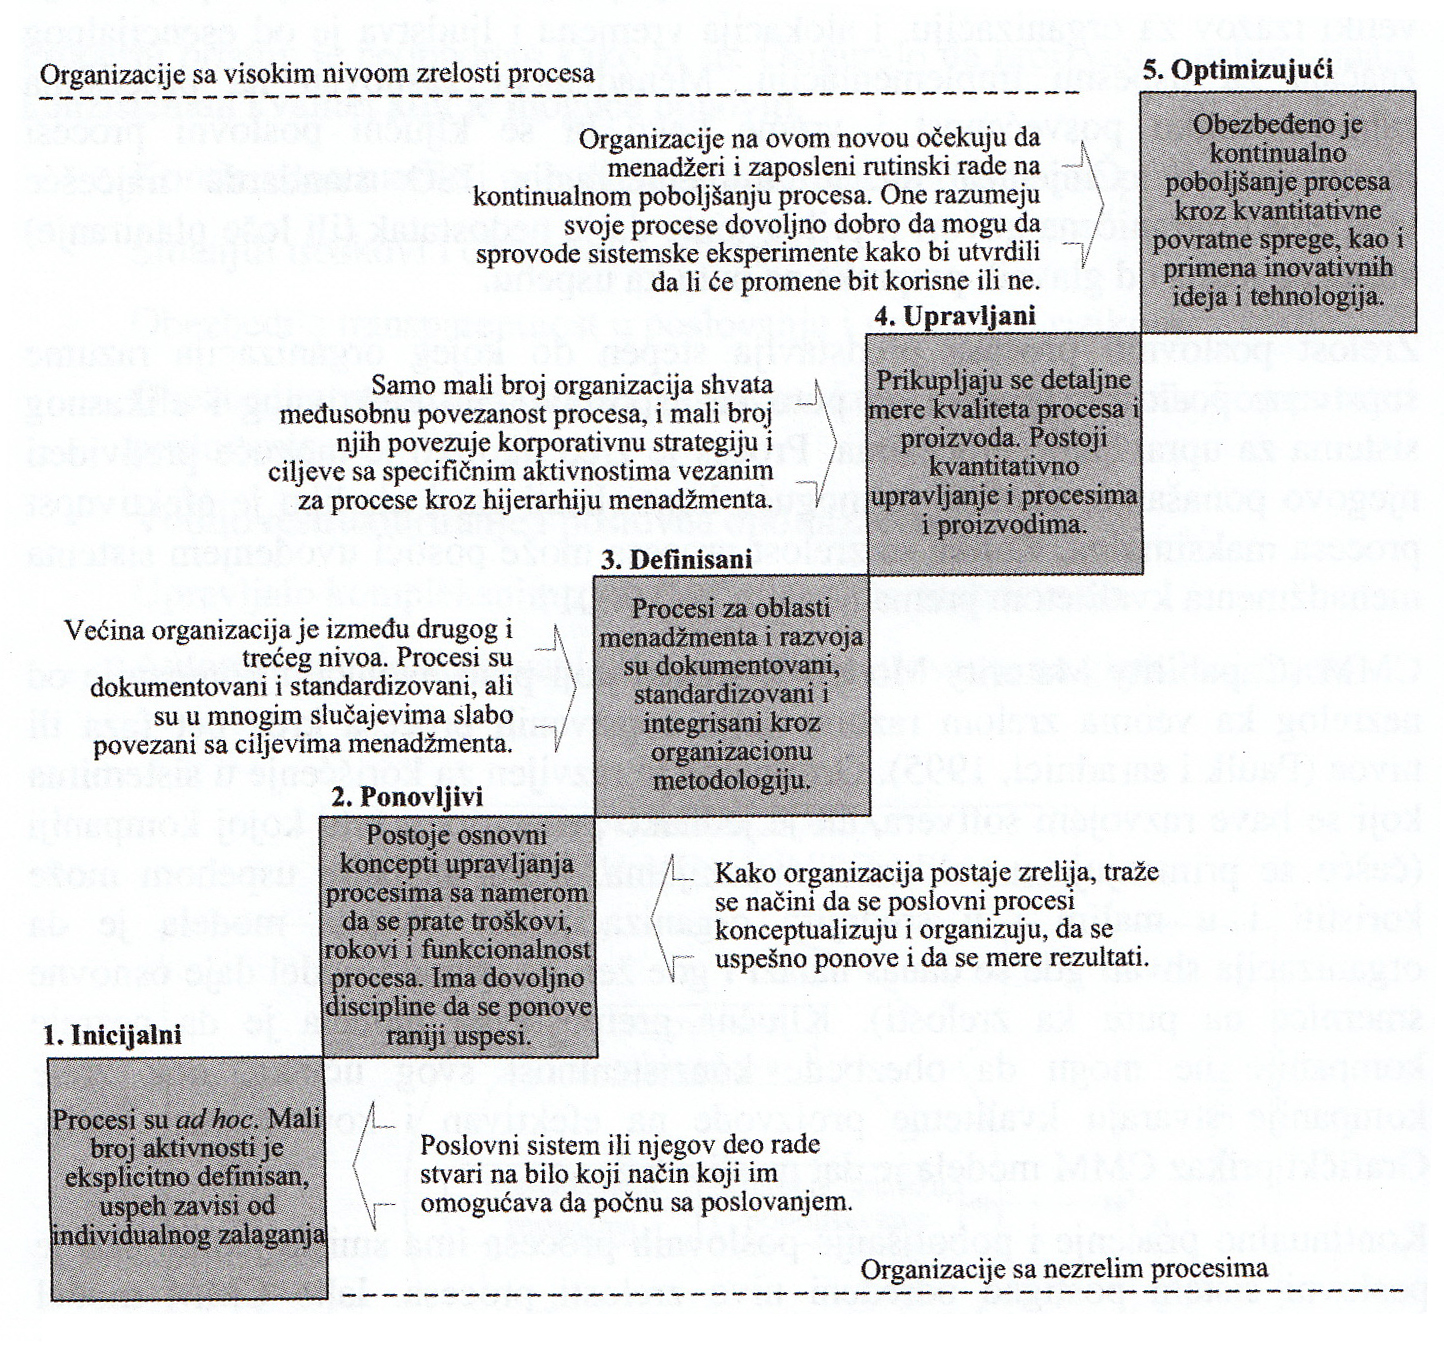 Organizacije sa visokim nivoom zrelosti procesa
5. Optimizujući
Obezbeđeno je
kontinualno
poboljšanje procesa
kroz kvantitativne
povratne sprege, kao i
primena inovativnih
ideja i tehnologija.
Organizacije na ovom novou očekuju da
menadžeri i zaposleni rutinski rade na
kontinualnom poboljšanju procesa. One razumeju
svoje procese dovoljno dobro da mogu da
sprovode sistemske eksperimente kako bi utvrdili
da li će promene bit korisne ili ne.
4. Upravljani
Prikupljaju se detaljne
mere kvaliteta procesa i
proizvoda. Postoji
kvantitativno
upravljanje i procesima
i proizvodima.
Samo mali broj organizacija shvata
međusobnu povezanost procesa, i mali broj
njih povezuje korporativnu strategiju i
ciljeve sa specifičnim aktivnostima vezanim
za procese kroz hijerarhiju menadžmenta.
3. Definisani
Procesi za oblasti
menadžmenta i razvoja
su dokumentovani,
standardizovani i
integrisani kroz
organizacionu
metodologiju.
Većina organizacija je između drugog i
trećeg nivoa. Procesi su
dokumentovani i standardizovani, ali
su u mnogim slučajevima slabo
povezani sa ciljevima menadžmenta.
2. Ponovljivi
Postoje osnovni
koncepti upravljanja
procesima sa namerom
da se prate troškovi,
rokovi i funkcionalnost
procesa. Ima dovoljno
discipline da se ponove
raniji uspesi.
Kako organizacija postaje zrelija, traže
se načini da se poslovni procesi
konceptualizuju i organizuju, da se
uspešno ponove i da se mere rezultati.
1. Inicijalni
Procesi su ad hoc. Mali
broj aktivnosti je
eksplicitno definisan,
uspeh zavisi od
individualnog zalaganja
Poslovni sistem ili njegov deo rade
stvari na bilo koji način koji im
omogućava da počnu sa poslovanjem.
Organizacije sa nezrelim procesima